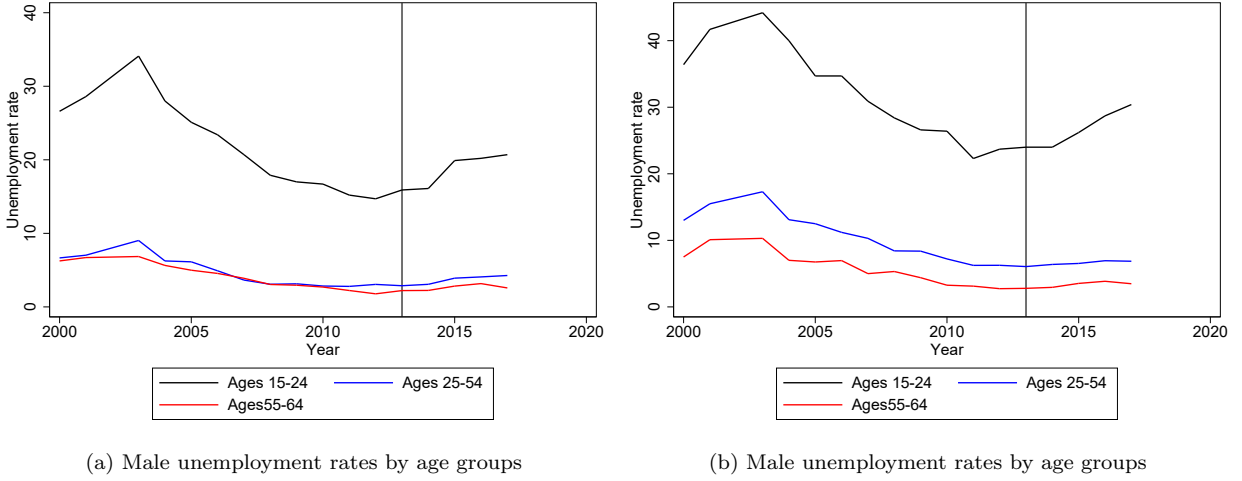 Unemployment rate
0 10 20 30 40
2000 2005 2010 2015 2020
Year
Ages 15-24 Ages 25-54
Ages55-64
(a) Male unemployment rates by age groups
Unemployment rate
0 10 20 30 40
2000 2005 2010 2015 2020
Year
Ages 15-24 Ages 25-54
Ages55-64
(b) Male unemployment rates by age groups